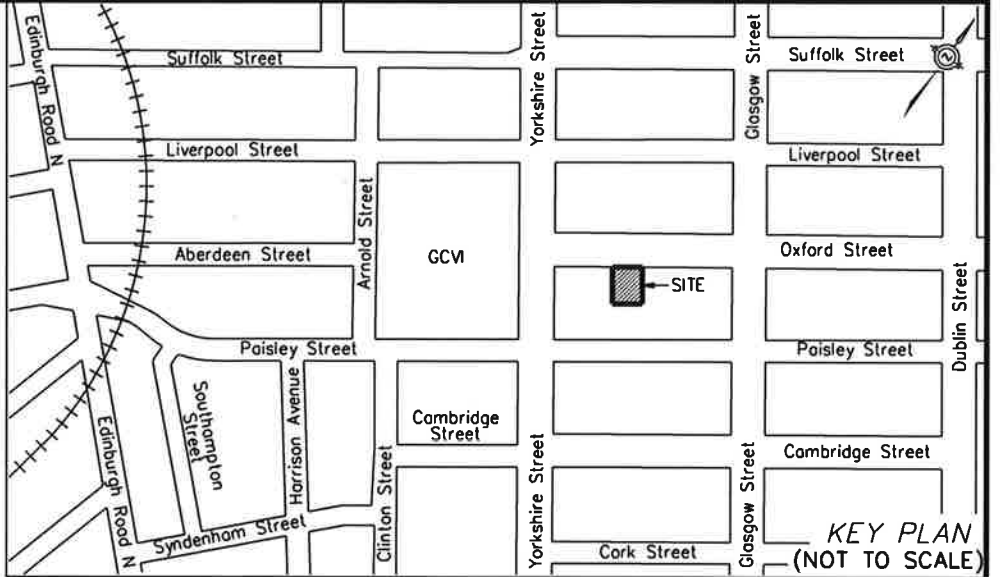 Edinburgh Road N
Suffolk Street
Yorkshire Street
Glasgow Street
Suffolk Street
N
Liverpool Street
Liverpool Street
Arnold Street
Aberdeen Street
GCVI
Oxford Street
SITE
Dublin Street
Paisley Street
Paisley Street
Southampton
Street
Harrison Avenue
Cambridge
Street
Cambridge Street
Edinburgh Road N
Clinton Street
Yorkshire Street
Glasgow Street
Syndenham Street
Cork Street
KEY PLAN
(NOT TO SCALE)